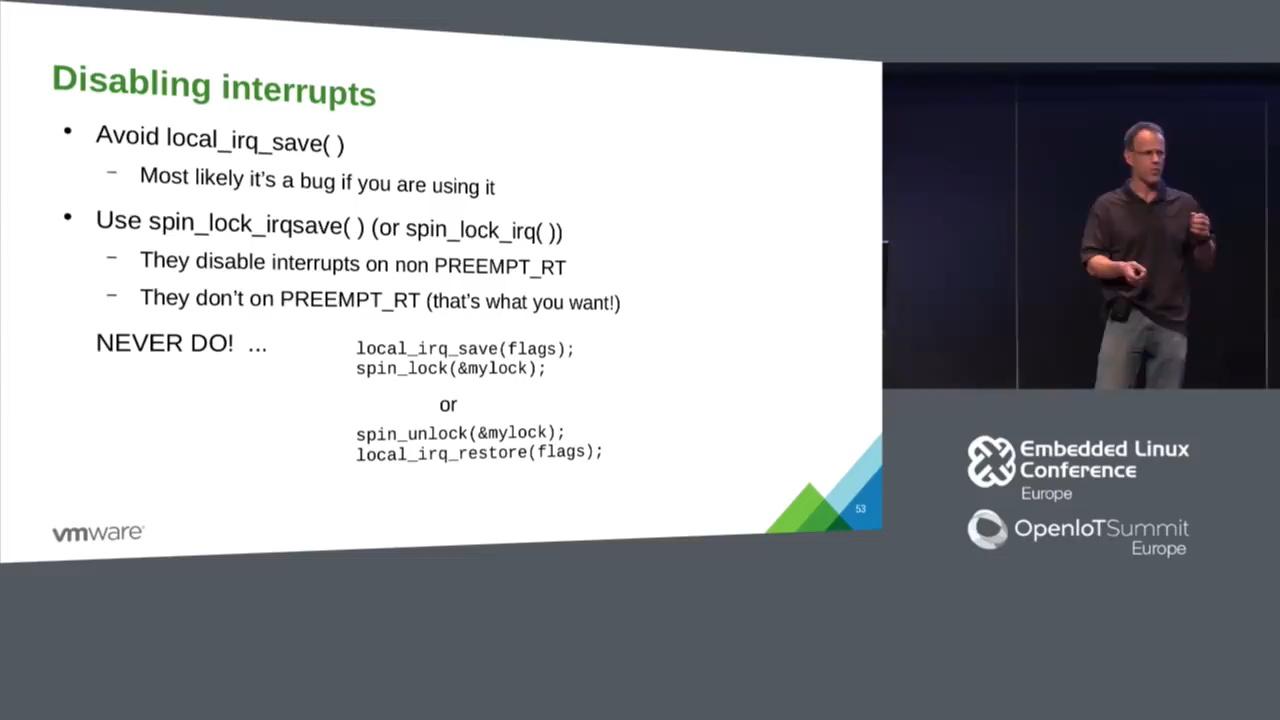 Disabling interrupts
• Avoid local_irq_save( )
– Most likely it's a bug if you are using it
• Use spin_lock_irqsave( ) (or spin_lock_irq( ))
– They disable interrupts on non PREEMPT_RT
– They don't on PREEMPT_RT (that's what you want!)
NEVER DO! ...
local_irq_save(flags);
spin_lock(&mylock);
or
spin_unlock(&mylock);
local_irq_restore(flags);
vmware
53
Embedded Linux
Conference
Europe
OpenIoTSummit
Europe